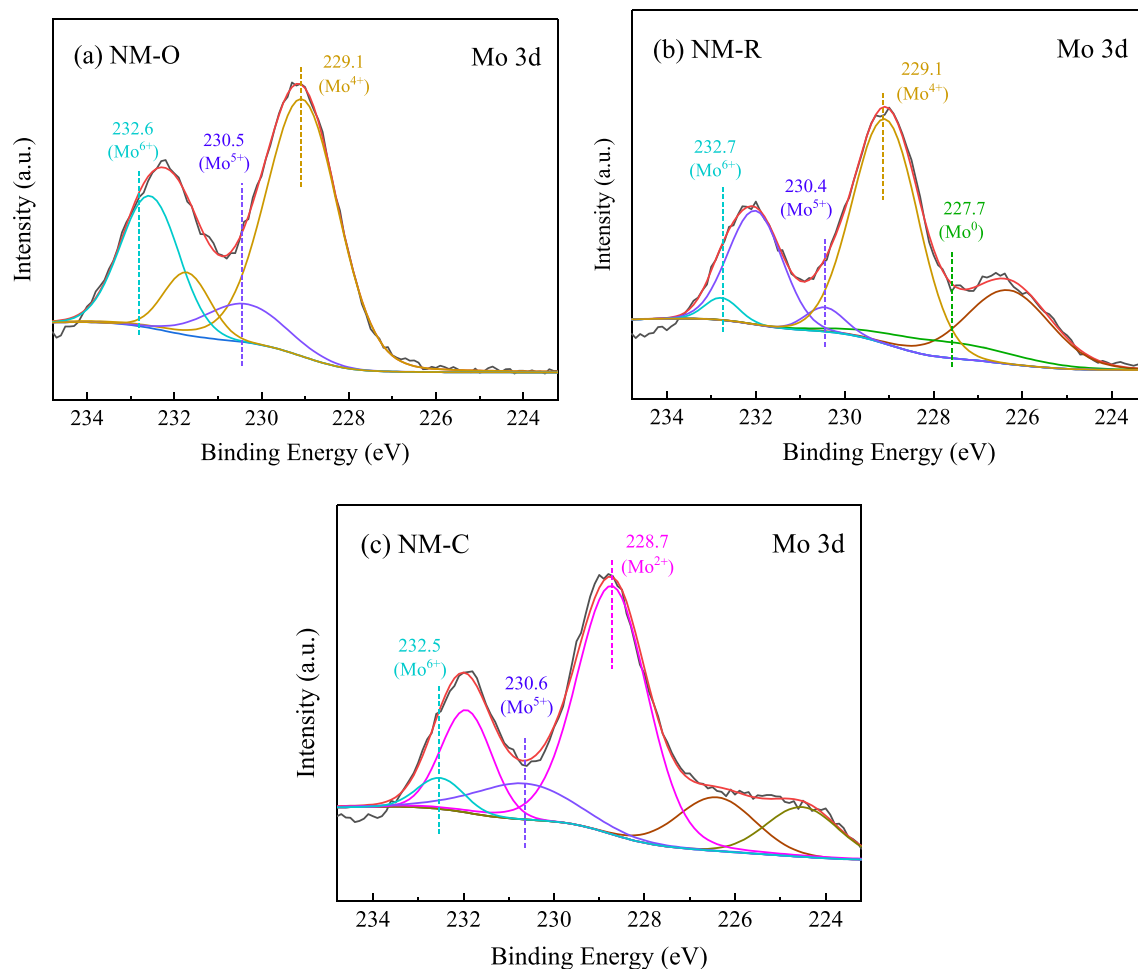 (a) NM-O
Mo 3d
229.1
(Mo⁴⁺)
232.6
(Mo⁶⁺)
230.5
(Mo⁵⁺)
Intensity (a.u.)
234 232 230 228 226 224
Binding Energy (eV)
(b) NM-R
Mo 3d
229.1
(Mo⁴⁺)
232.7
(Mo⁶⁺)
230.4
(Mo⁵⁺)
227.7
(Mo⁰)
Intensity (a.u.)
234 232 230 228 226 224
Binding Energy (eV)
(c) NM-C
Mo 3d
228.7
(Mo²⁺)
232.5
(Mo⁶⁺)
230.6
(Mo⁵⁺)
Intensity (a.u.)
234 232 230 228 226 224
Binding Energy (eV)